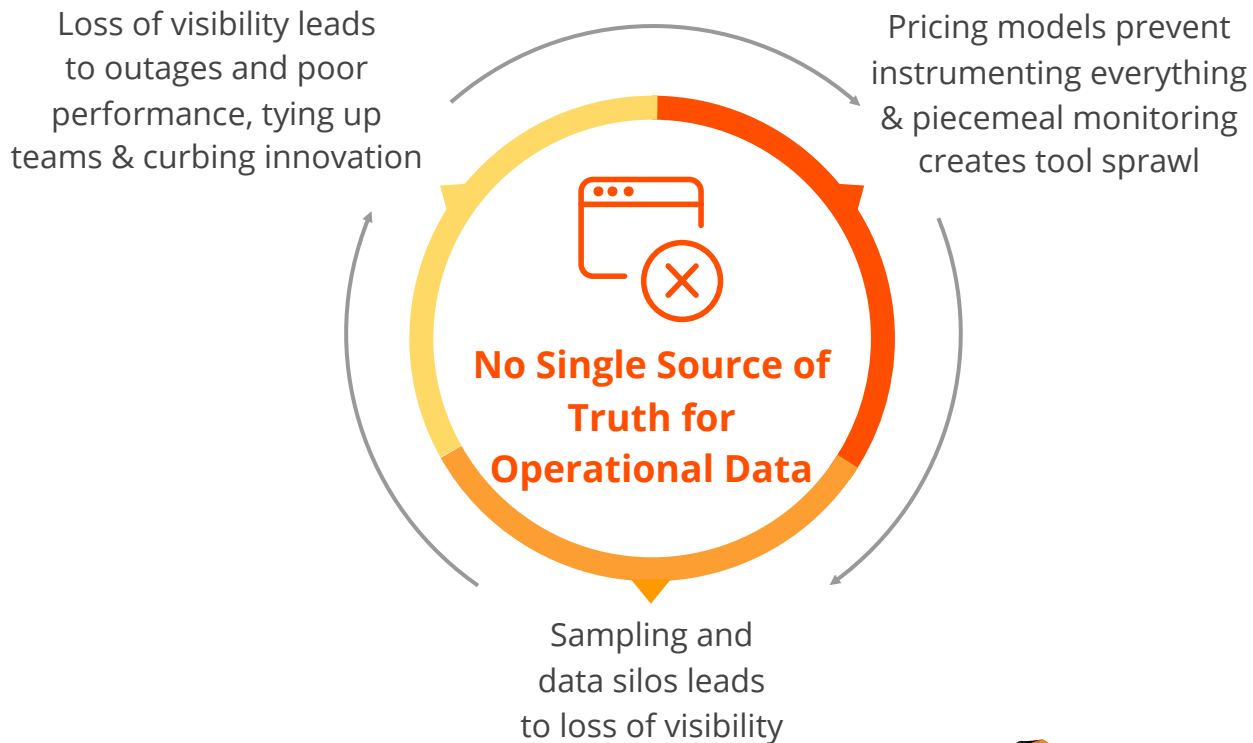 Loss of visibility leads
to outages and poor
performance, tying up
teams & curbing innovation
Pricing models prevent
instrumenting everything
& piecemeal monitoring
creates tool sprawl
No Single Source of
Truth for
Operational Data
Sampling and
data silos leads
to loss of visibility